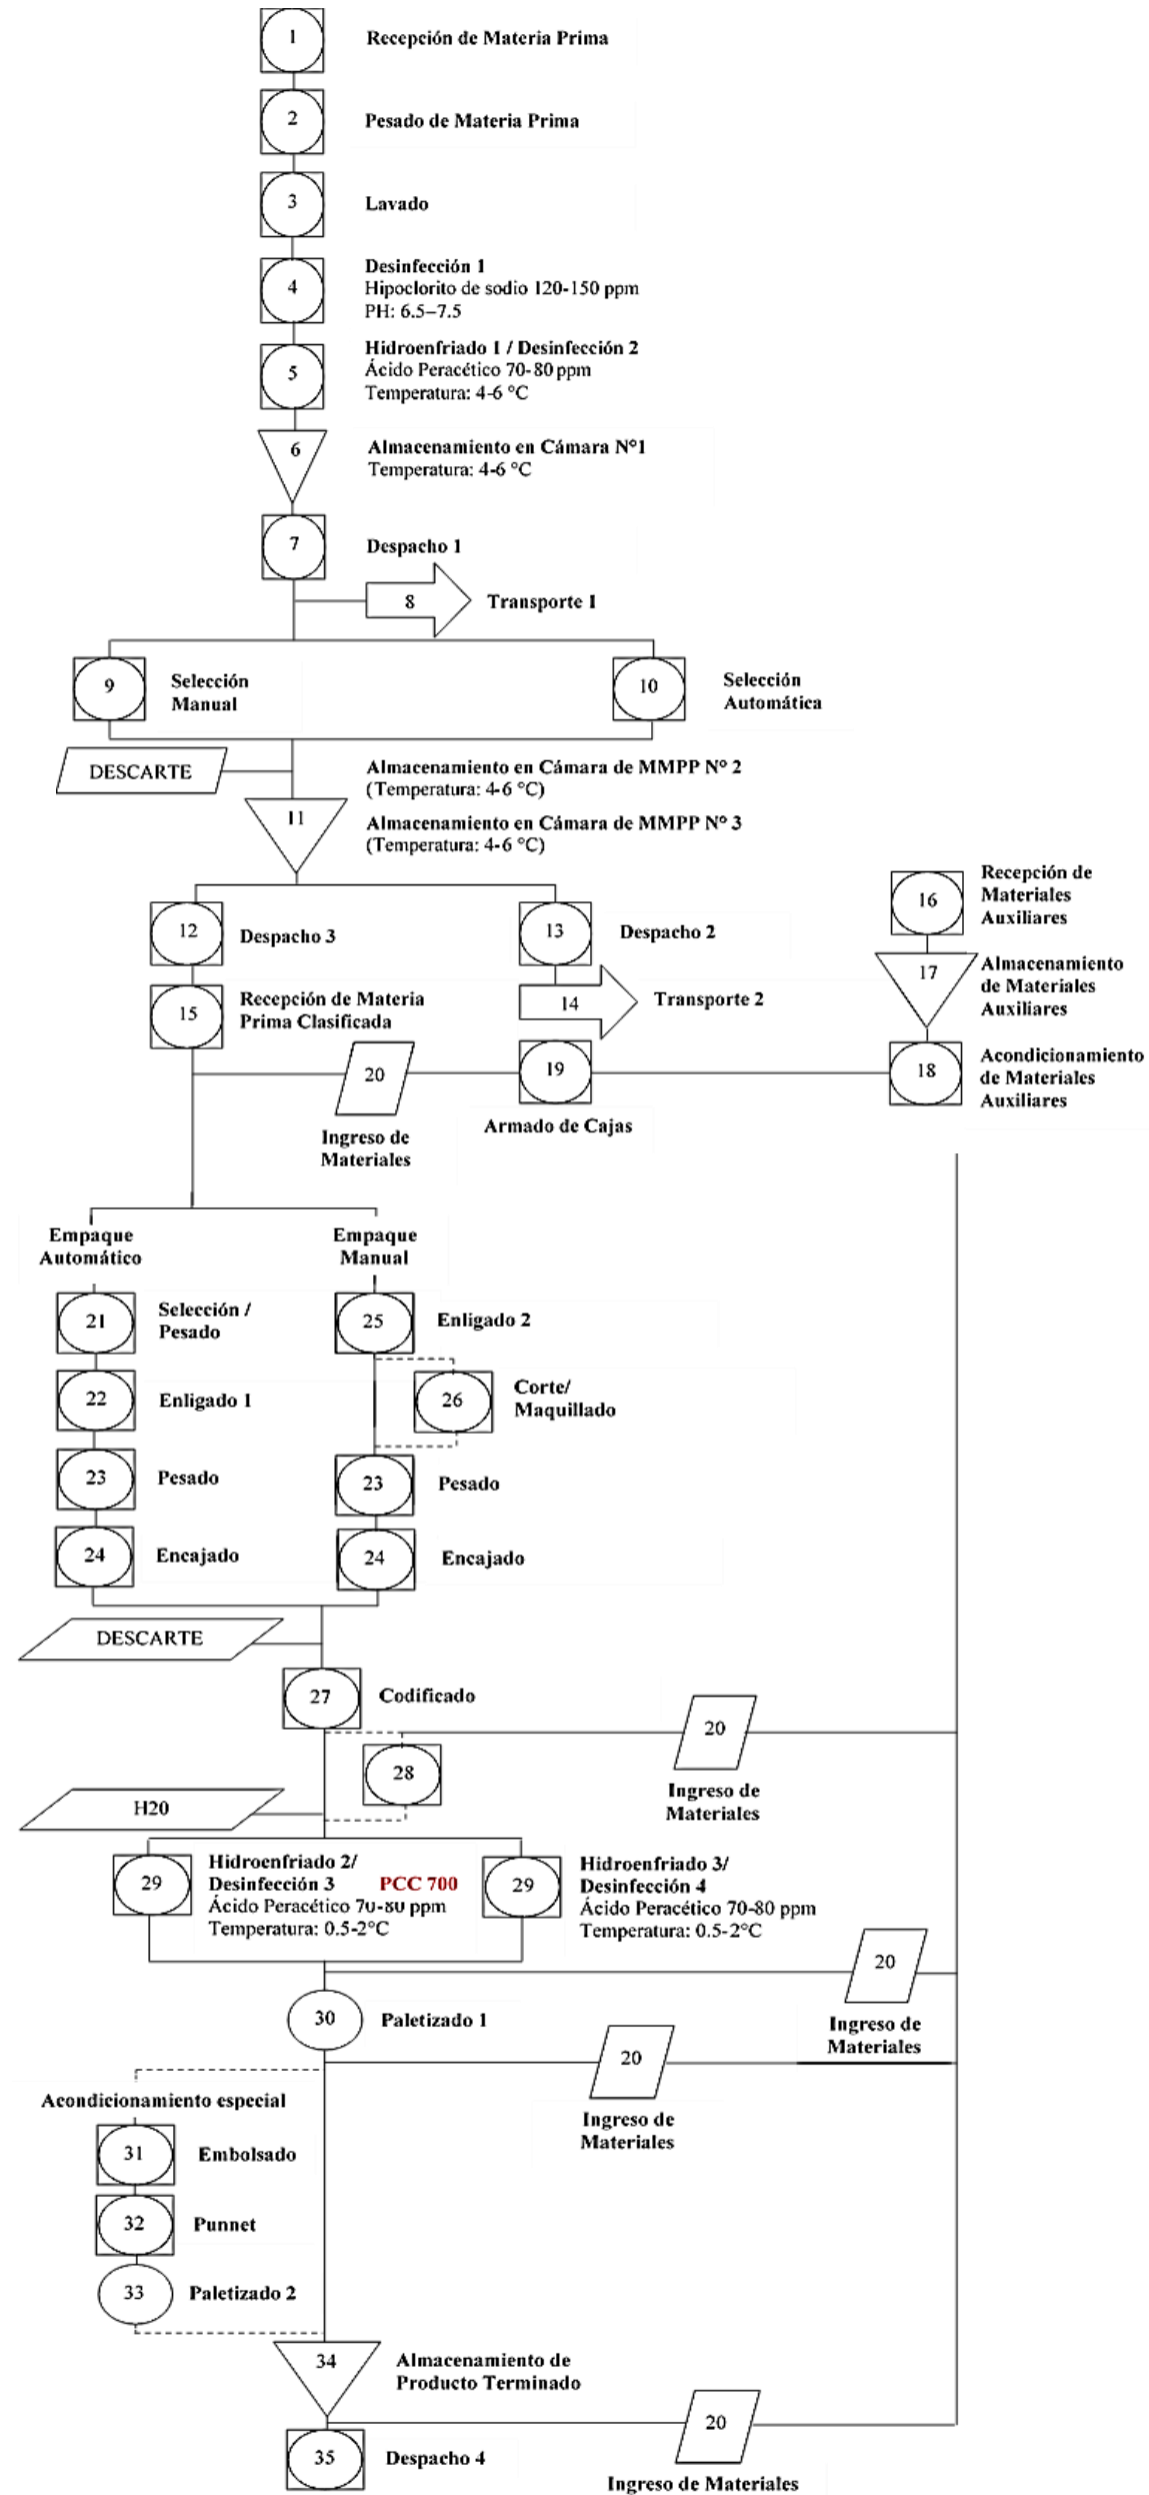 1
Recepción de Materia Prima
2
Pesado de Materia Prima
3
Lavado
4
Desinfección 1
Hipoclorito de sodio 120-150 ppm
PH: 6.5–7.5
5
Hidroenfriado 1 / Desinfección 2
Ácido Peracético 70-80 ppm
Temperatura: 4-6 °C
6
Almacenamiento en Cámara N°1
Temperatura: 4-6 °C
7
Despacho 1
8
Transporte 1
9
Selección
Manual
10
Selección
Automática
DESCARTE
Almacenamiento en Cámara de MMPP Nº 2
(Temperatura: 4-6 °C)
11
Almacenamiento en Cámara de MMPP Nº 3
(Temperatura: 4-6 °C)
12
Despacho 3
13
Despacho 2
16
Recepción de
Materiales
Auxiliares
15
Recepción de Materia
Prima Clasificada
14
Transporte 2
17
Almacenamiento
de Materiales
Auxiliares
20
Ingreso de
Materiales
19
Armado de Cajas
18
Acondicionamiento
de Materiales
Auxiliares
Empaque
Automático
Empaque
Manual
21
Selección /
Pesado
25
Enligado 2
22
Enligado 1
26
Corte/
Maquillado
23
Pesado
23
Pesado
24
Encajado
24
Encajado
DESCARTE
27
Codificado
20
Ingreso de
Materiales
28
H20
29
Hidroenfriado 2/
Desinfección 3
PCC 700
Ácido Peracético 70-80 ppm
Temperatura: 0.5-2°C
29
Hidroenfriado 3/
Desinfección 4
Ácido Peracético 70-80 ppm
Temperatura: 0.5-2°C
20
Ingreso de
Materiales
30
Paletizado 1
20
Ingreso de
Materiales
Acondicionamiento especial
31
Embolsado
32
Punnet
33
Paletizado 2
34
Almacenamiento de
Producto Terminado
20
Ingreso de Materiales
35
Despacho 4